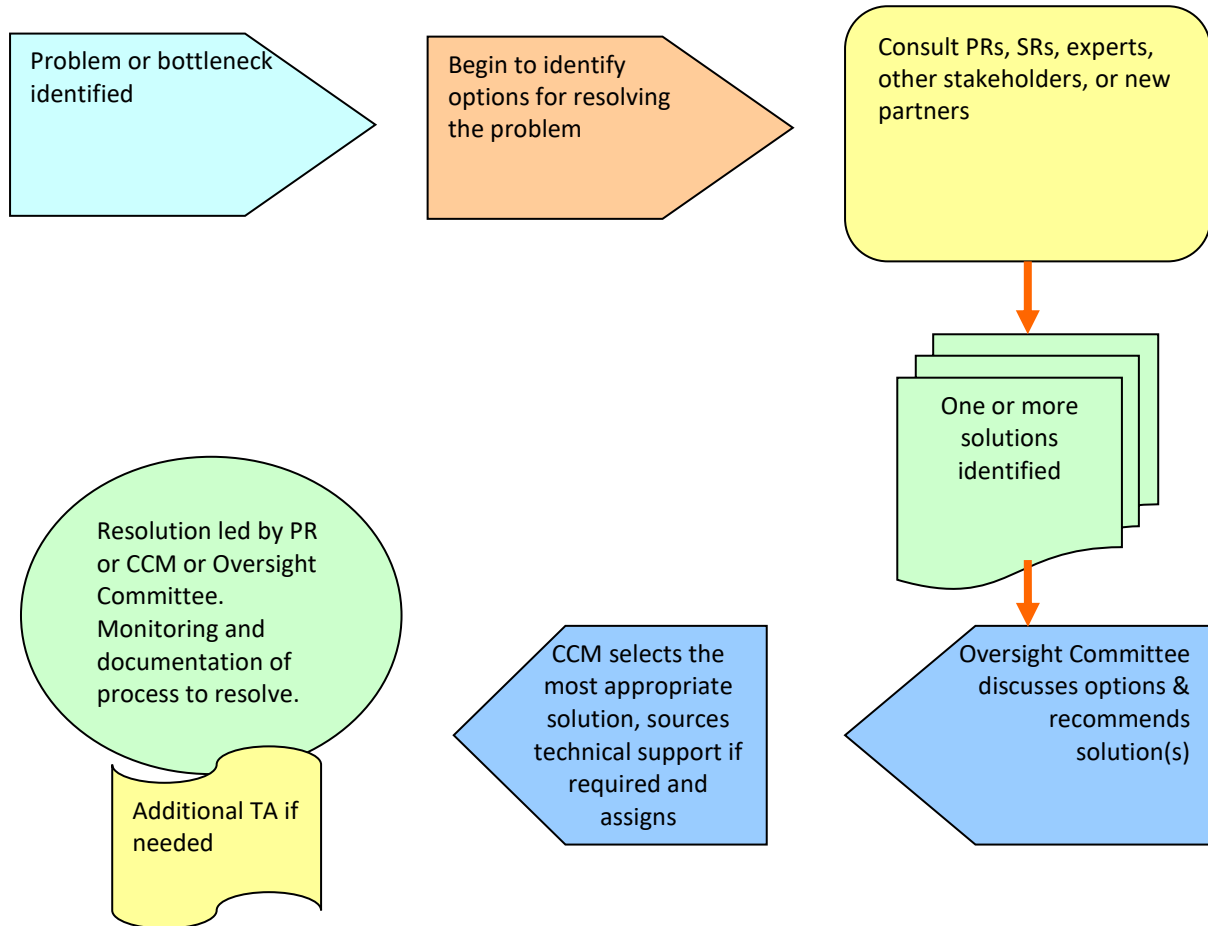 Problem or bottleneck
identified
Begin to identify
options for resolving
the problem
Consult PRs, SRs, experts,
other stakeholders, or new
partners
One or more
solutions
identified
Oversight Committee
discusses options &
recommends
solution(s)
CCM selects the
most appropriate
solution, sources
technical support if
required and
assigns
Resolution led by PR
or CCM or Oversight
Committee.
Monitoring and
documentation of
process to resolve.
Additional TA if
needed